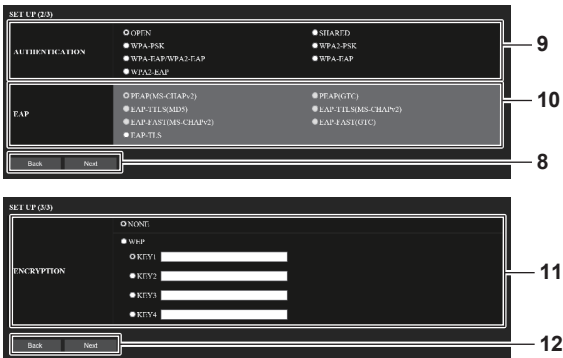 SET UP (2/3)
AUTHENTICATION
OPEN SHARED
WPA-PSK WPA2-PSK
WPA-EAP/WPA2-EAP WPA-EAP
WPA2-EAP
9
EAP
PEAP(MS-CHAPv2) PEAP(GTC)
EAP-TTLS(MD5) EAP-TTLS(MS-CHAPv2)
EAP-FAST(MS-CHAPv2) EAP-FAST(GTC)
EAP-TLS
10
Back Next
8
SET UP (3/3)
ENCRYPTION
NONE
WEP
KEY1
KEY2
KEY3
KEY4
11
Back Next
12